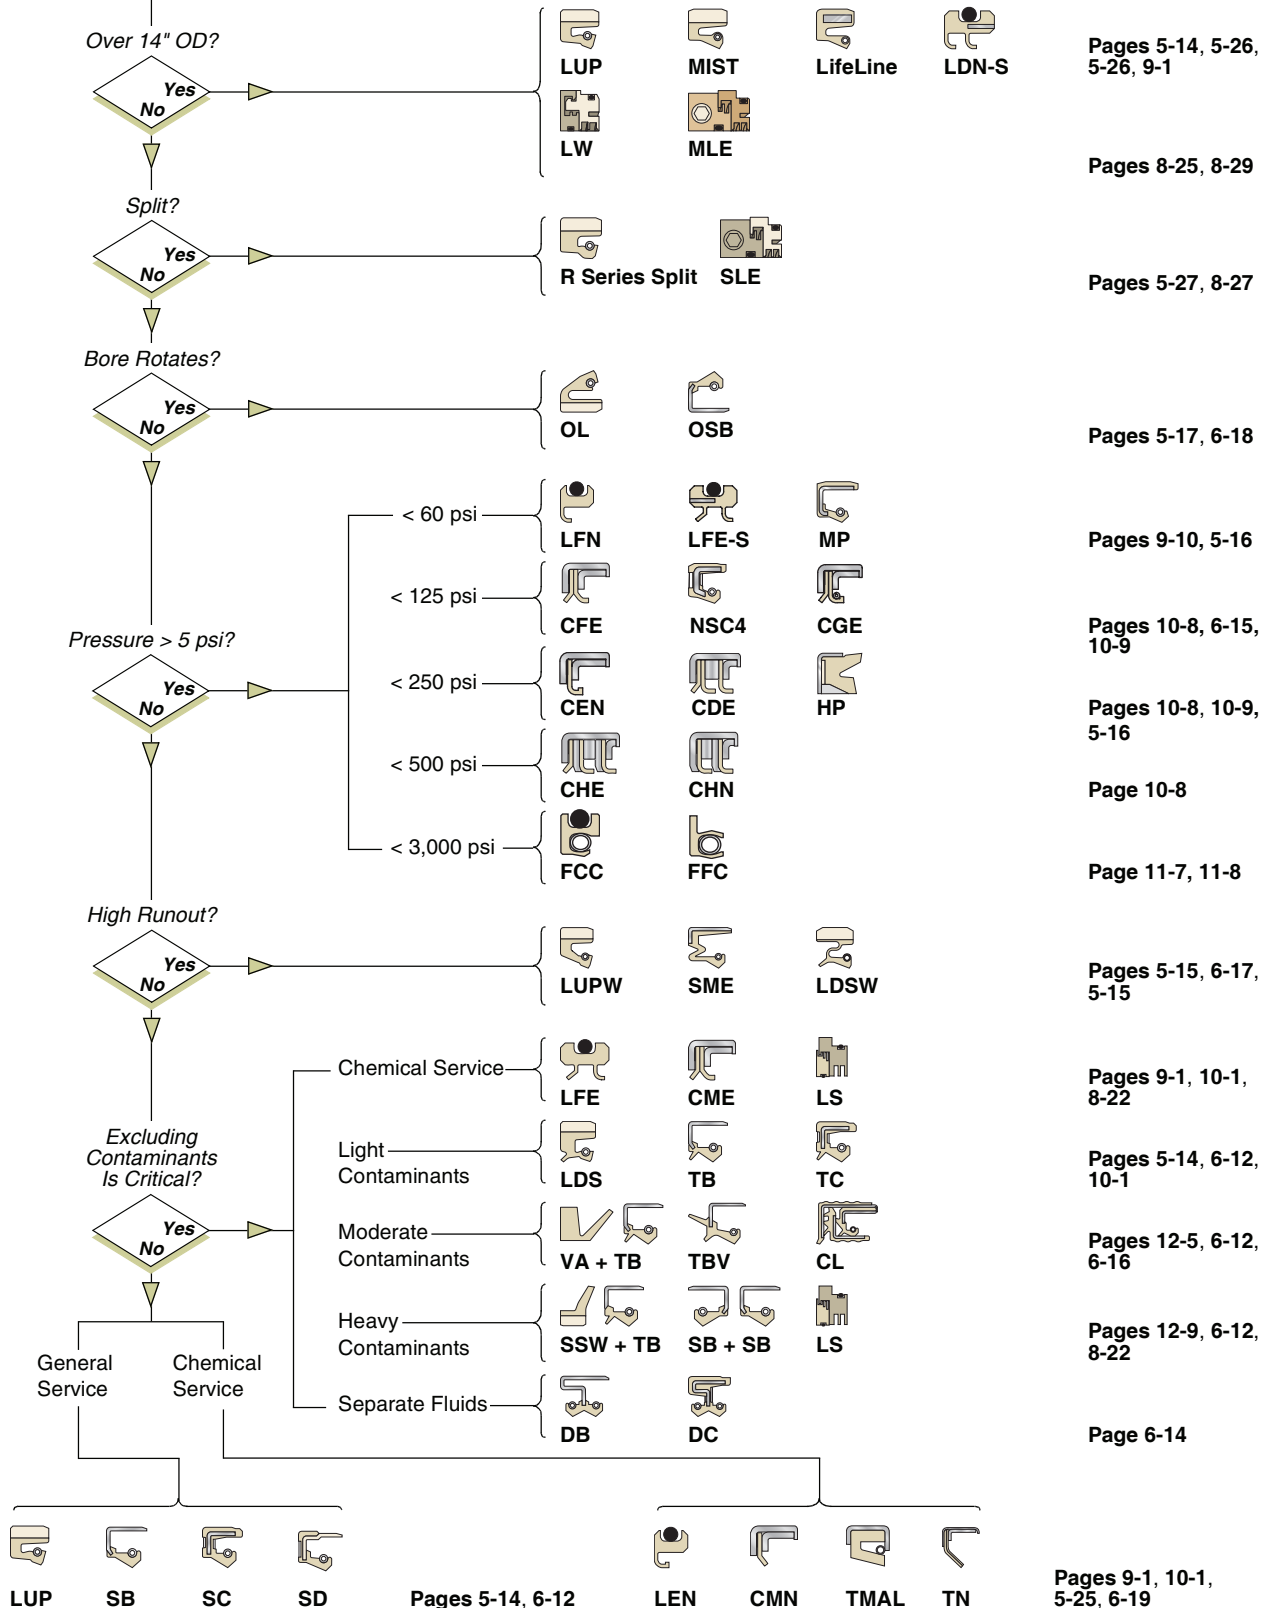 Over 14" OD?
Yes
No
LUP MIST LifeLine LDN-S
Pages 5-14, 5-26,
5-26, 9-1
LW MLE
Pages 8-25, 8-29
Split?
Yes
No
R Series Split SLE
Pages 5-27, 8-27
Bore Rotates?
Yes
No
OL OSB
Pages 5-17, 6-18
< 60 psi
LFN LFE-S MP
Pages 9-10, 5-16
< 125 psi
CFE NSC4 CGE
Pages 10-8, 6-15,
10-9
Pressure > 5 psi?
Yes
No
< 250 psi
CEN CDE HP
Pages 10-8, 10-9,
5-16
< 500 psi
CHE CHN
Page 10-8
< 3,000 psi
FCC FFC
Page 11-7, 11-8
High Runout?
Yes
No
LUPW SME LDSW
Pages 5-15, 6-17,
5-15
Chemical Service
LFE CME LS
Pages 9-1, 10-1,
8-22
Excluding
Contaminants
Is Critical?
Yes
No
Light
Contaminants
LDS TB TC
Pages 5-14, 6-12,
10-1
Moderate
Contaminants
VA + TB TBV CL
Pages 12-5, 6-12,
6-16
Heavy
Contaminants
SSW + TB SB + SB LS
Pages 12-9, 6-12,
8-22
Separate Fluids
DB DC
Page 6-14
General
Service
Chemical
Service
LUP SB SC SD
Pages 5-14, 6-12
LEN CMN TMAL TN
Pages 9-1, 10-1,
5-25, 6-19